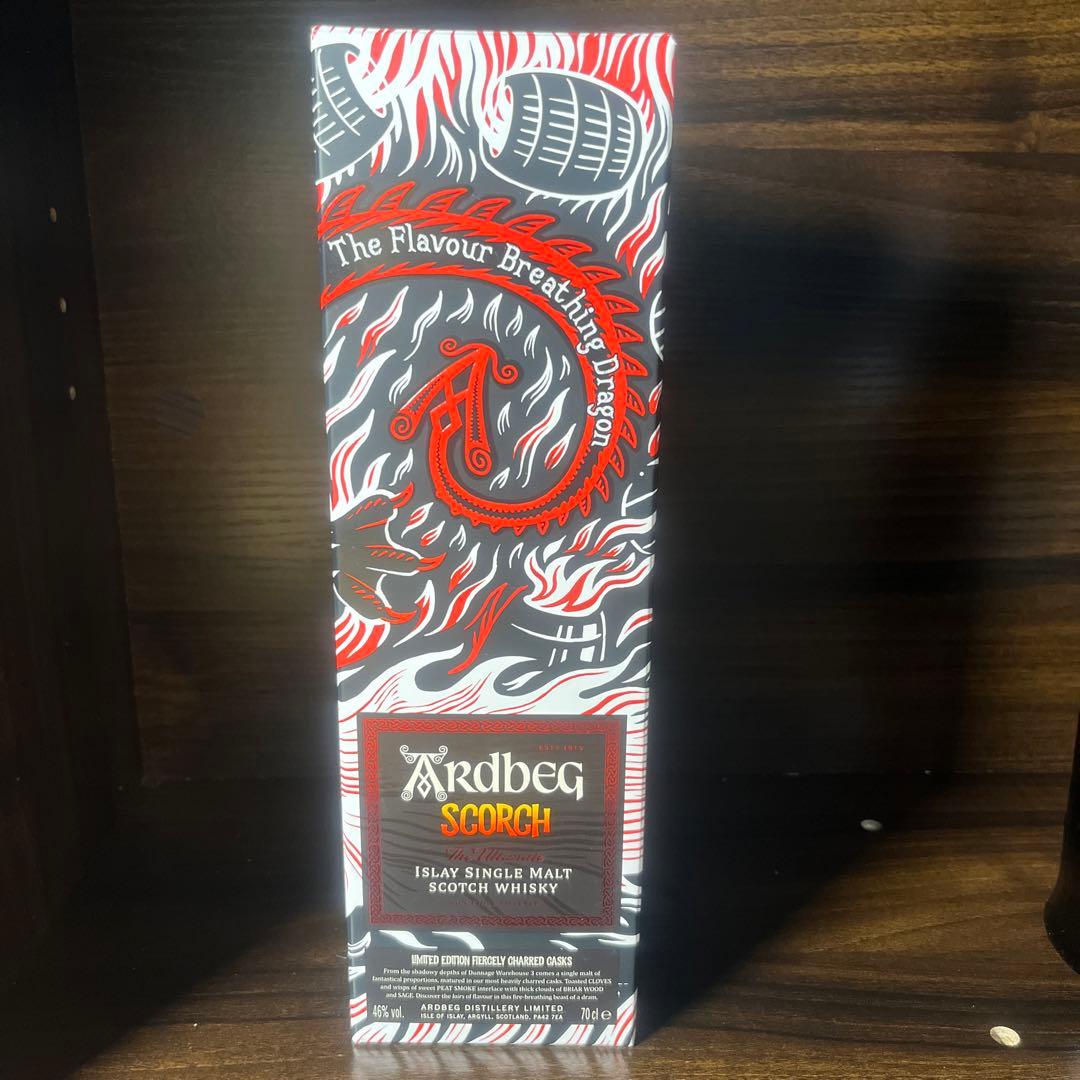 The Flavour Breathing Dragon
ARDBEG
SCORCH
The Ultimate
ISLAY SINGLE MALT
SCOTCH WHISKY
LIMITED EDITION FIERCELY CHARRED CASKS
From the shadowy depths of Dunnage Warehouse 3 comes a single malt of
fantastical proportions, matured in our most heavily charred casks. Toasted CLOVES
and wisps of sweet PEAT SMOKE interlace with thick clouds of BRIAR WOOD
and SAGE. Discover the lairs of flavour in this fire-breathing beast of a dram.
46% vol.
ARDBEG DISTILLERY LIMITED
ISLE OF ISLAY, ARGYLL, SCOTLAND, PA42 7EA
70 cl ℮